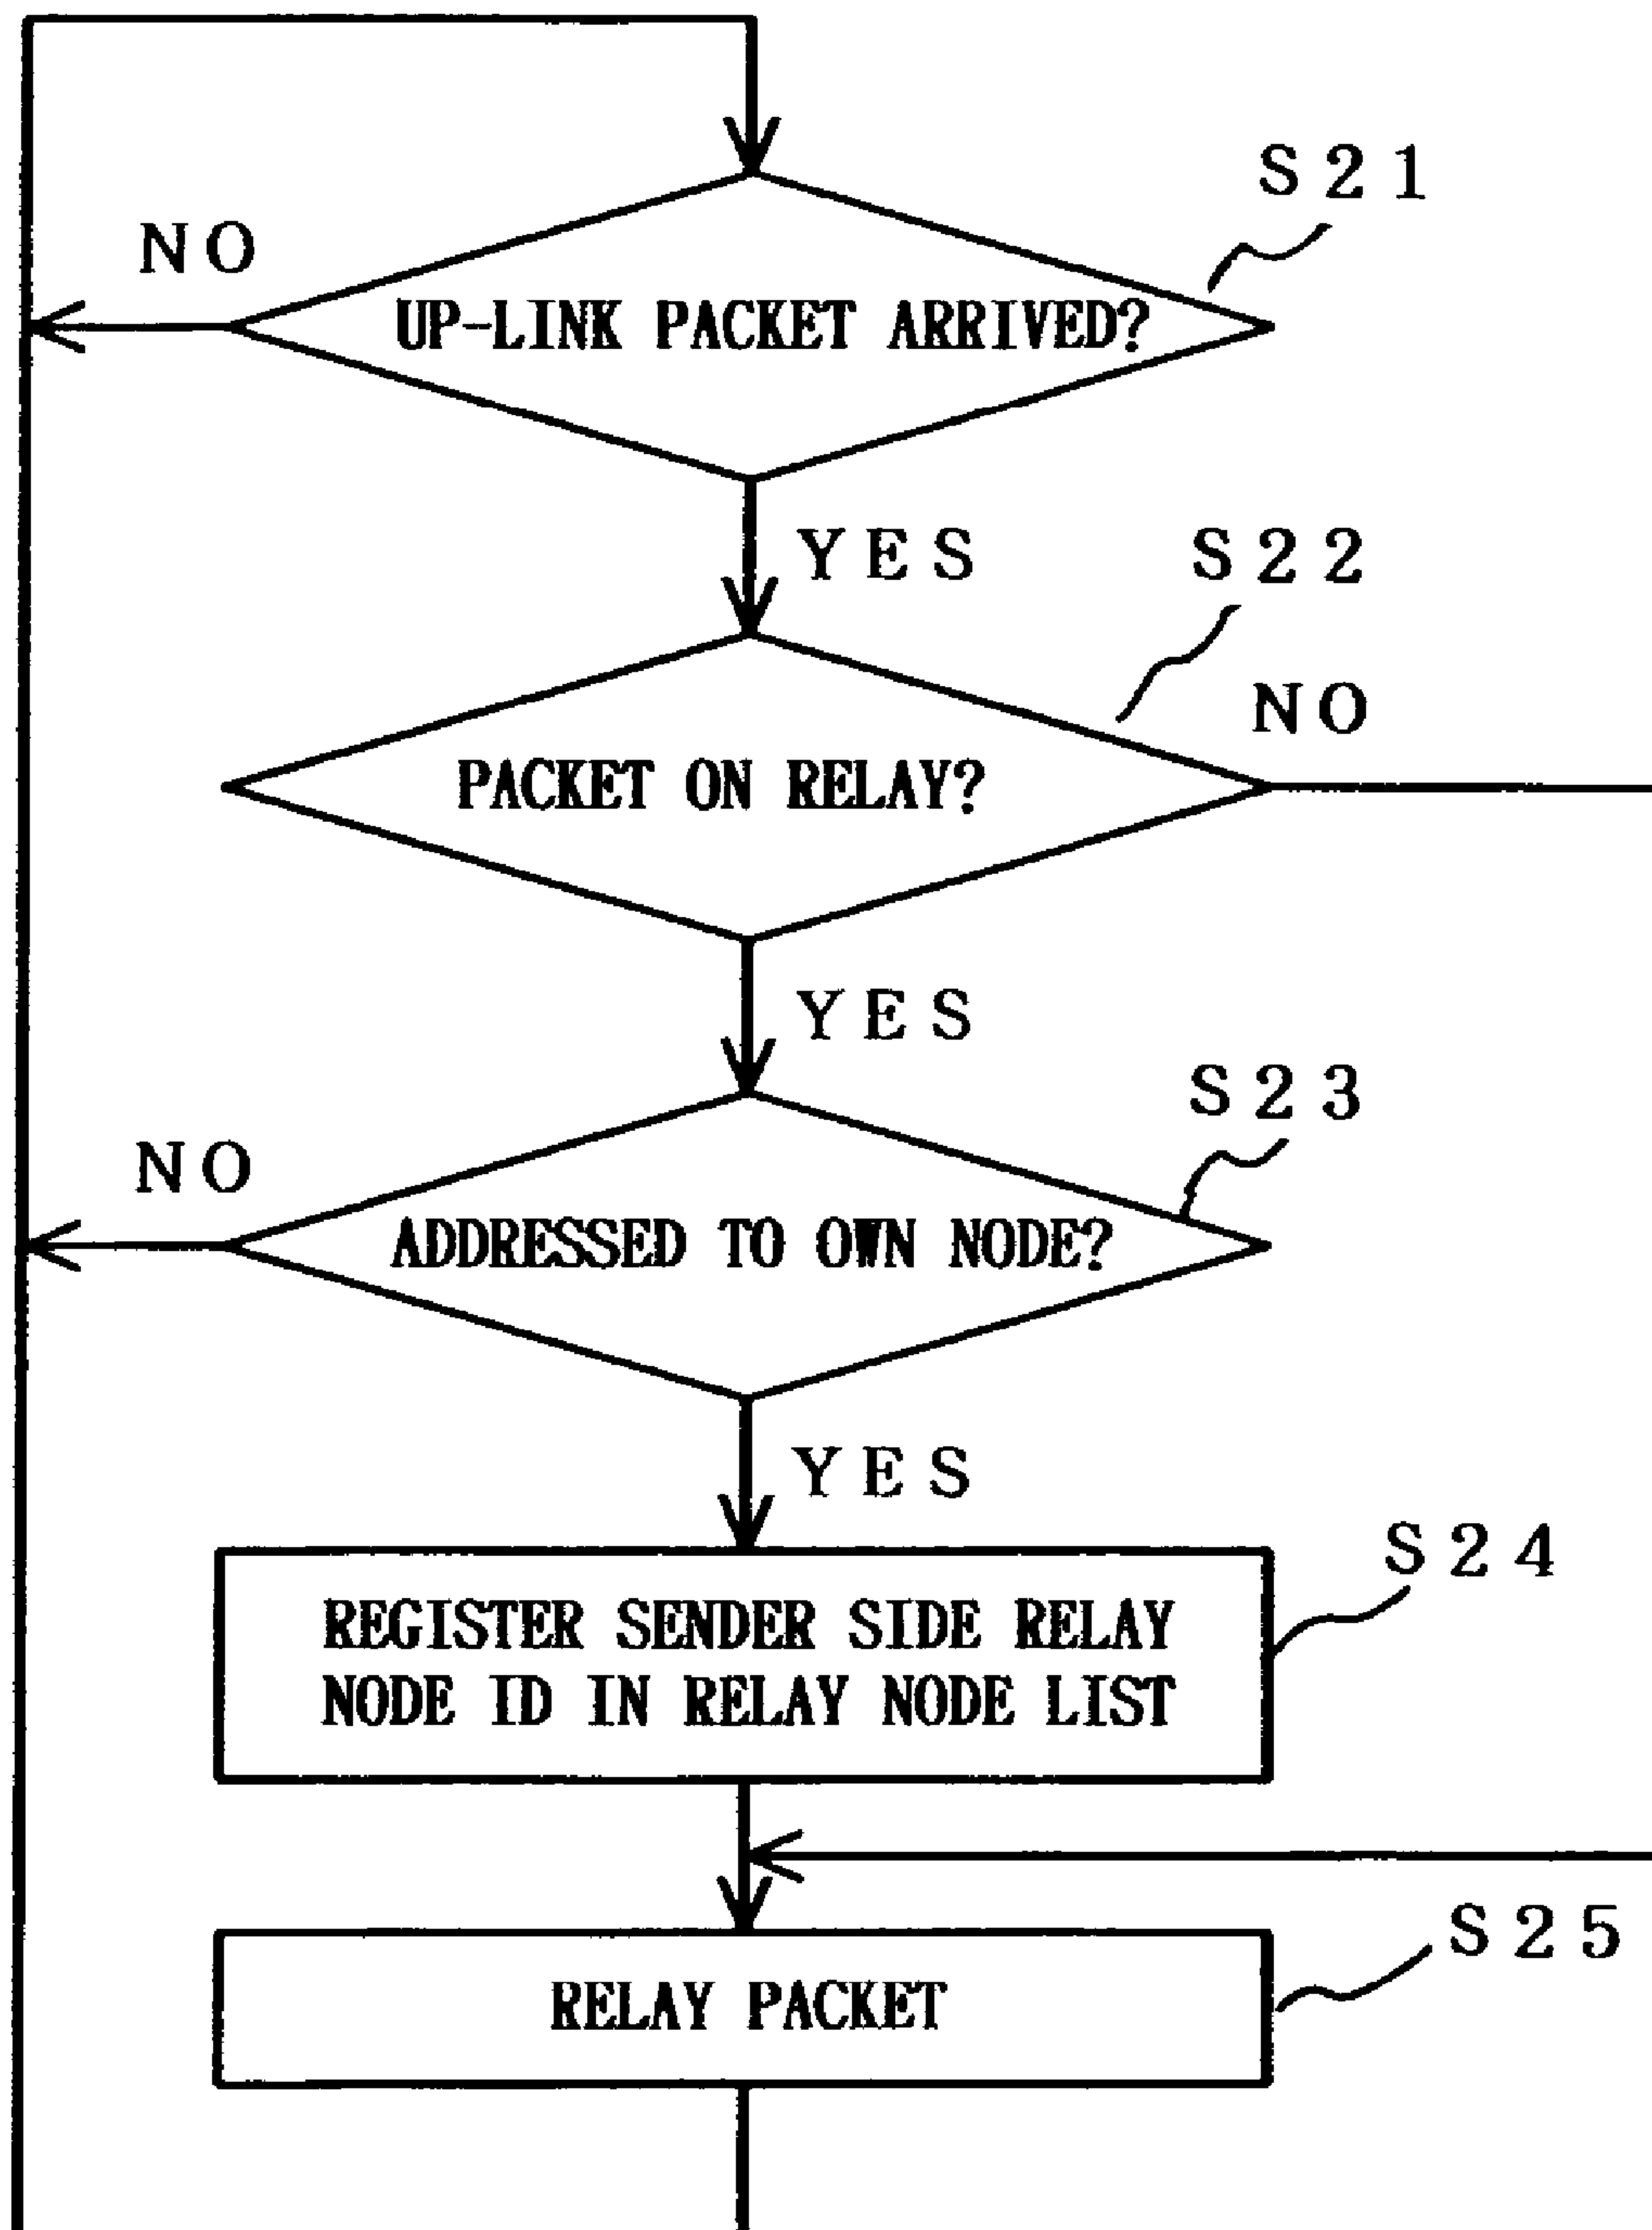 S21
NO
UP-LINK PACKET ARRIVED?
YES
S22
NO
PACKET ON RELAY?
YES
S23
NO
ADDRESSED TO OWN NODE?
YES
S24
REGISTER SENDER SIDE RELAY
NODE ID IN RELAY NODE LIST
S25
RELAY PACKET